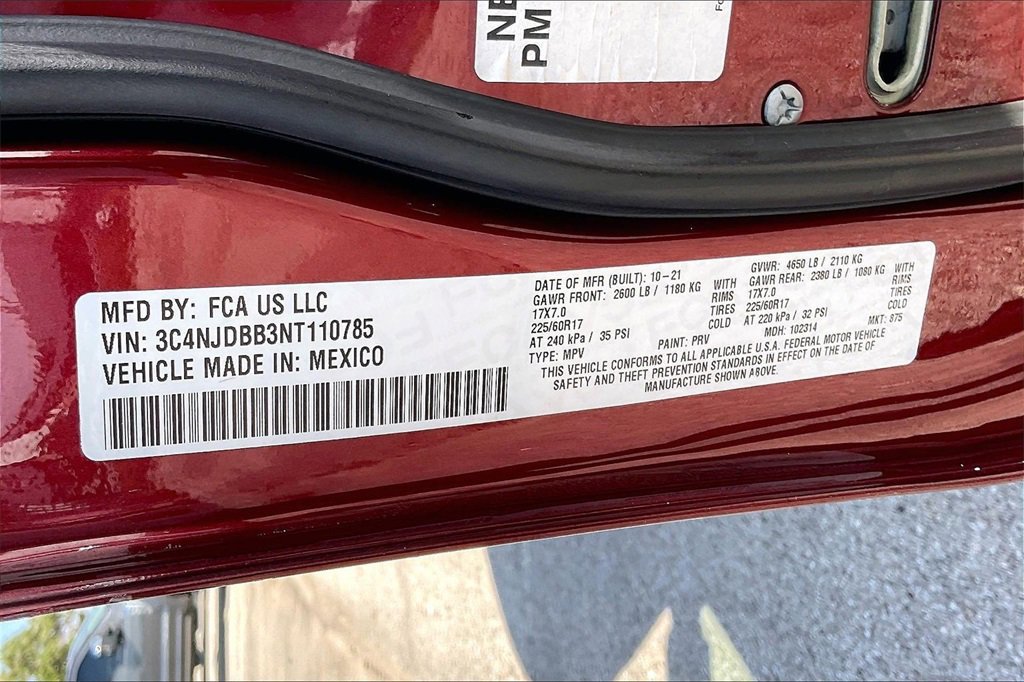 NE
PM
FO
MFD BY: FCA US LLC
VIN: 3C4NJDBB3NT110785
VEHICLE MADE IN: MEXICO
DATE OF MFR (BUILT): 10-21
GAWR FRONT: 2600 LB / 1180 KG WITH
17X7.0 RIMS
225/60R17 TIRES
AT 240 kPa / 35 PSI COLD
TYPE: MPV
PAINT: PRV
GVWR: 4650 LB / 2110 KG
GAWR REAR: 2380 LB / 1080 KG WITH
17X7.0 RIMS
225/60R17 TIRES
AT 220 kPa / 32 PSI COLD
MDH: 102314 MKT: 875
THIS VEHICLE CONFORMS TO ALL APPLICABLE U.S.A. FEDERAL MOTOR VEHICLE
SAFETY AND THEFT PREVENTION STANDARDS IN EFFECT ON THE DATE OF
MANUFACTURE SHOWN ABOVE.